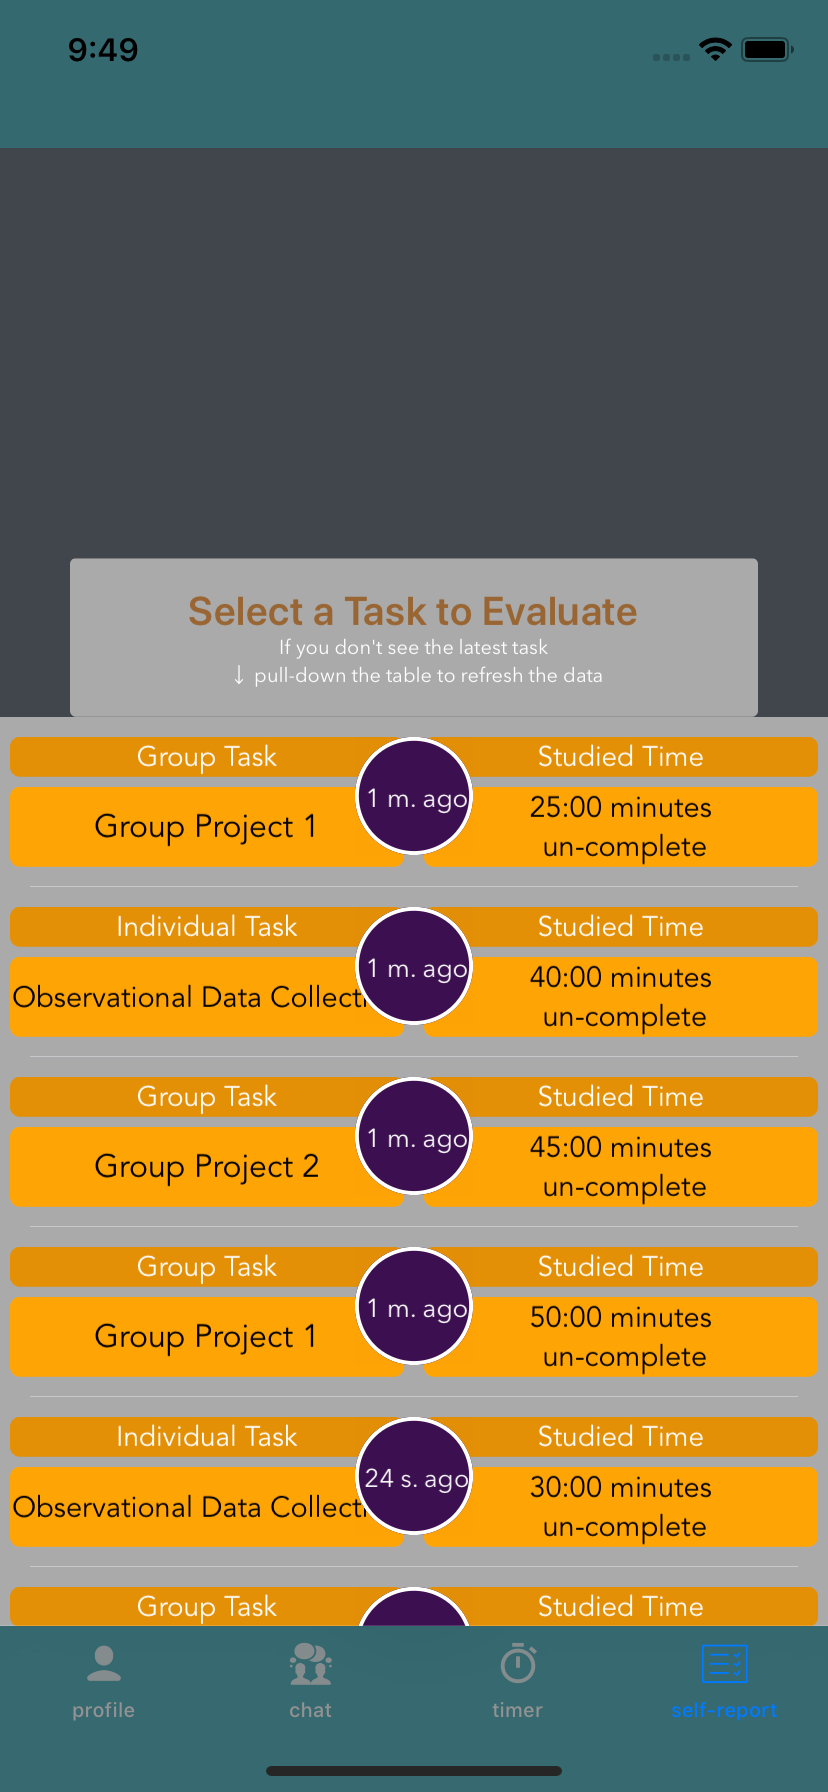 9:49
Select a Task to Evaluate
If you don't see the latest task
↓ pull-down the table to refresh the data
Group Task
Studied Time
1 m. ago
Group Project 1
25:00 minutes
un-complete
Individual Task
Studied Time
1 m. ago
Observational Data Collecti
40:00 minutes
un-complete
Group Task
Studied Time
1 m. ago
Group Project 2
45:00 minutes
un-complete
Group Task
Studied Time
1 m. ago
Group Project 1
50:00 minutes
un-complete
Individual Task
Studied Time
24 s. ago
Observational Data Collecti
30:00 minutes
un-complete
Group Task
Studied Time
profile
chat
timer
self-report